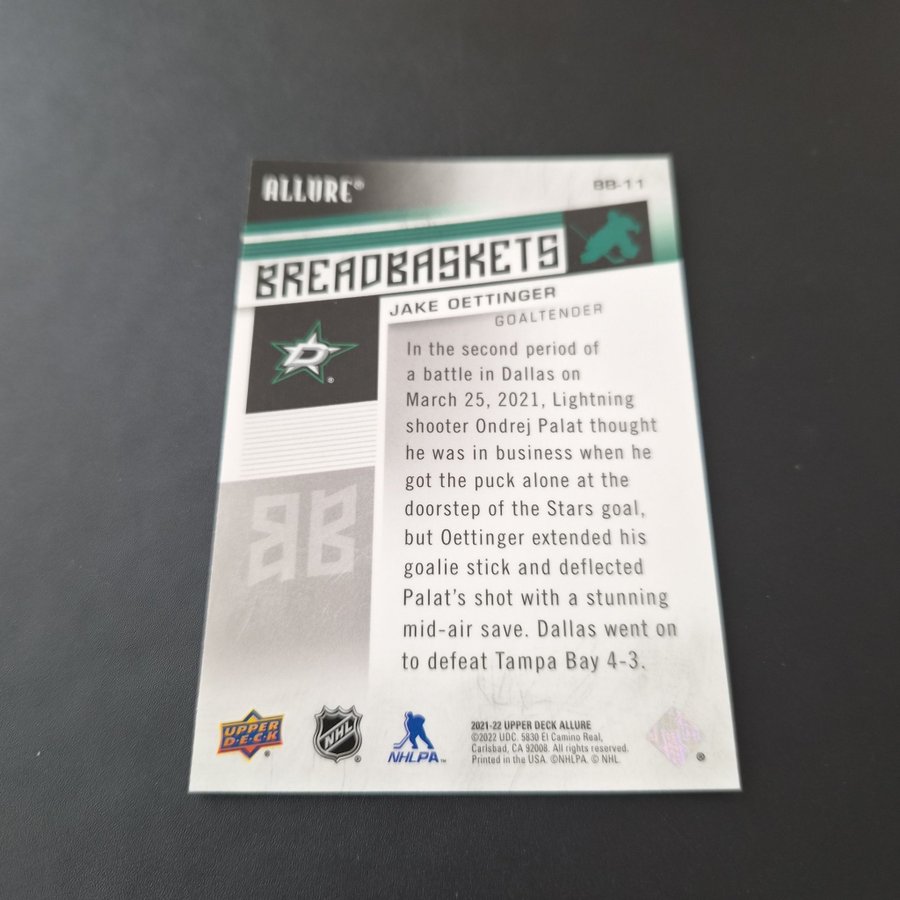 ALLURE®
BB-11
BREADBASKETS
JAKE OETTINGER
GOALTENDER
D
®
In the second period of
a battle in Dallas on
March 25, 2021, Lightning
shooter Ondrej Palat thought
he was in business when he
got the puck alone at the
doorstep of the Stars goal,
but Oettinger extended his
goalie stick and deflected
Palat's shot with a stunning
mid-air save. Dallas went on
to defeat Tampa Bay 4-3.
BB
UPPER
D·E·C·K
®
NHL
®
NHLPA™
2021-22 UPPER DECK ALLURE
©2022 UDC. 5830 El Camino Real,
Carlsbad, CA 92008. All rights reserved.
Printed in the USA. ©NHLPA. © NHL
®